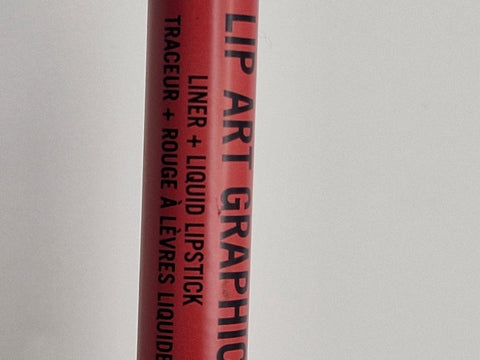 LIP ART GRAPHIC
LINER + LIQUID LIPSTICK
TRACEUR + ROUGE À LÈVRES LIQUIDE